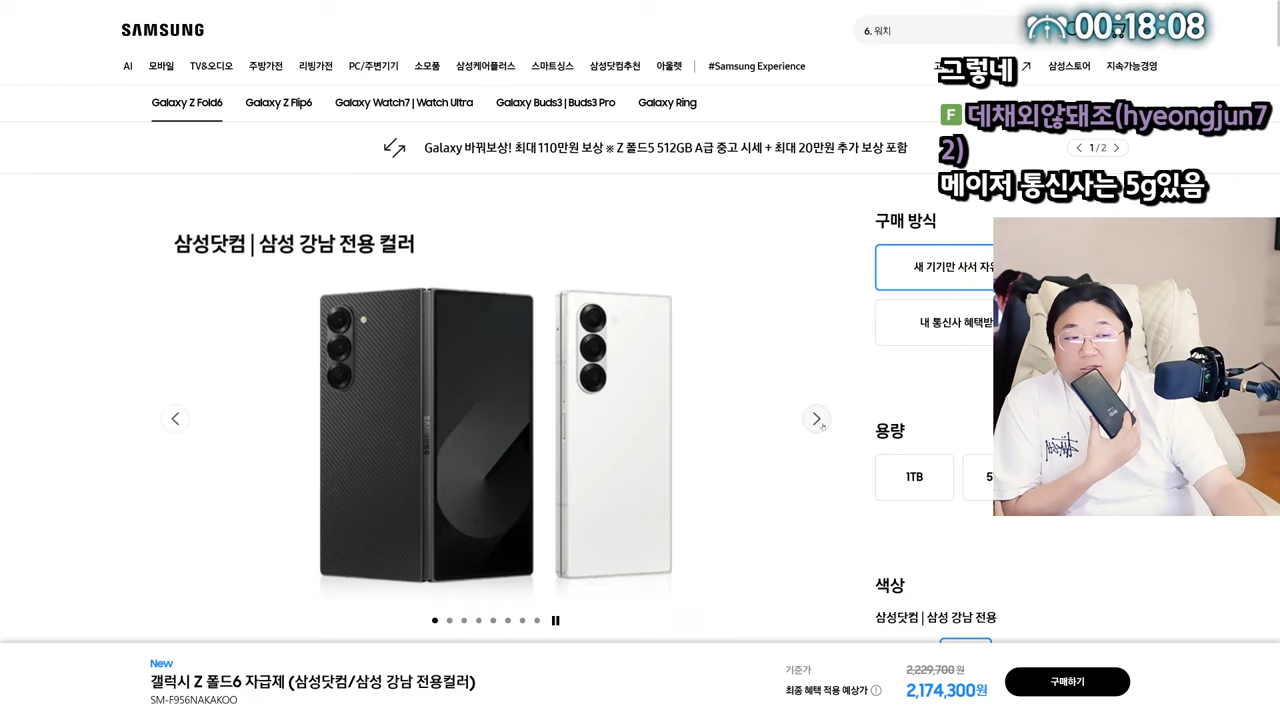 SAMSUNG
6. 워치
00:18:08
AI 모바일 TV&오디오 주방가전 리빙가전 PC/주변기기 소모품 삼성케어플러스 스마트싱스 삼성닷컴추천 아울렛 #Samsung Experience
삼성스토어 지속가능경영
그렇네
Galaxy Z Fold6 Galaxy Z Flip6 Galaxy Watch7 | Watch Ultra Galaxy Buds3 | Buds3 Pro Galaxy Ring
F 데채외않돼조(hyeongjun7
2)
Galaxy 바꿔보상! 최대 110만원 보상 ※ Z 폴드5 512GB A급 중고 시세 + 최대 20만원 추가 보상 포함
1 / 2
메이저 통신사는 5g있음
구매 방식
삼성닷컴 | 삼성 강남 전용 컬러
새 기기만 사서
내 통신사 혜택받
용량
1TB
5
색상
삼성닷컴 | 삼성 강남 전용
New
갤럭시 Z 폴드6 자급제 (삼성닷컴/삼성 강남 전용컬러)
SM-F956NAKAKOO
기준가 2,229,700 원
최종 혜택 적용 예상가 2,174,300원
구매하기